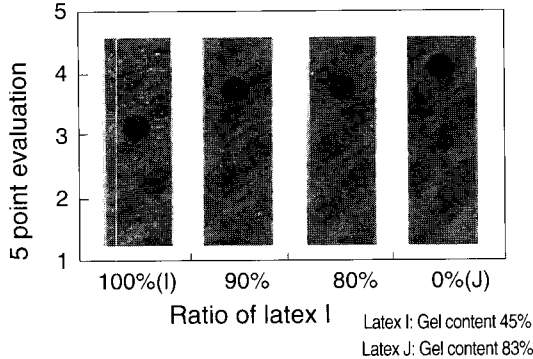 5
4
3
2
1
5 point evaluation
100%(I) 90% 80% 0%(J)
Ratio of latex I
Latex I: Gel content 45%
Latex J: Gel content 83%